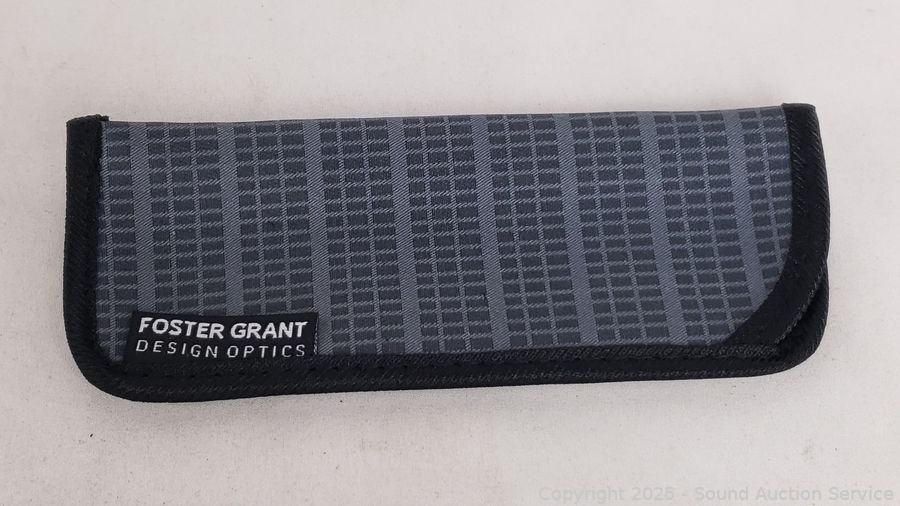 FOSTER GRANT
DESIGN OPTICS
Copyright 2025 - Sound Auction Service